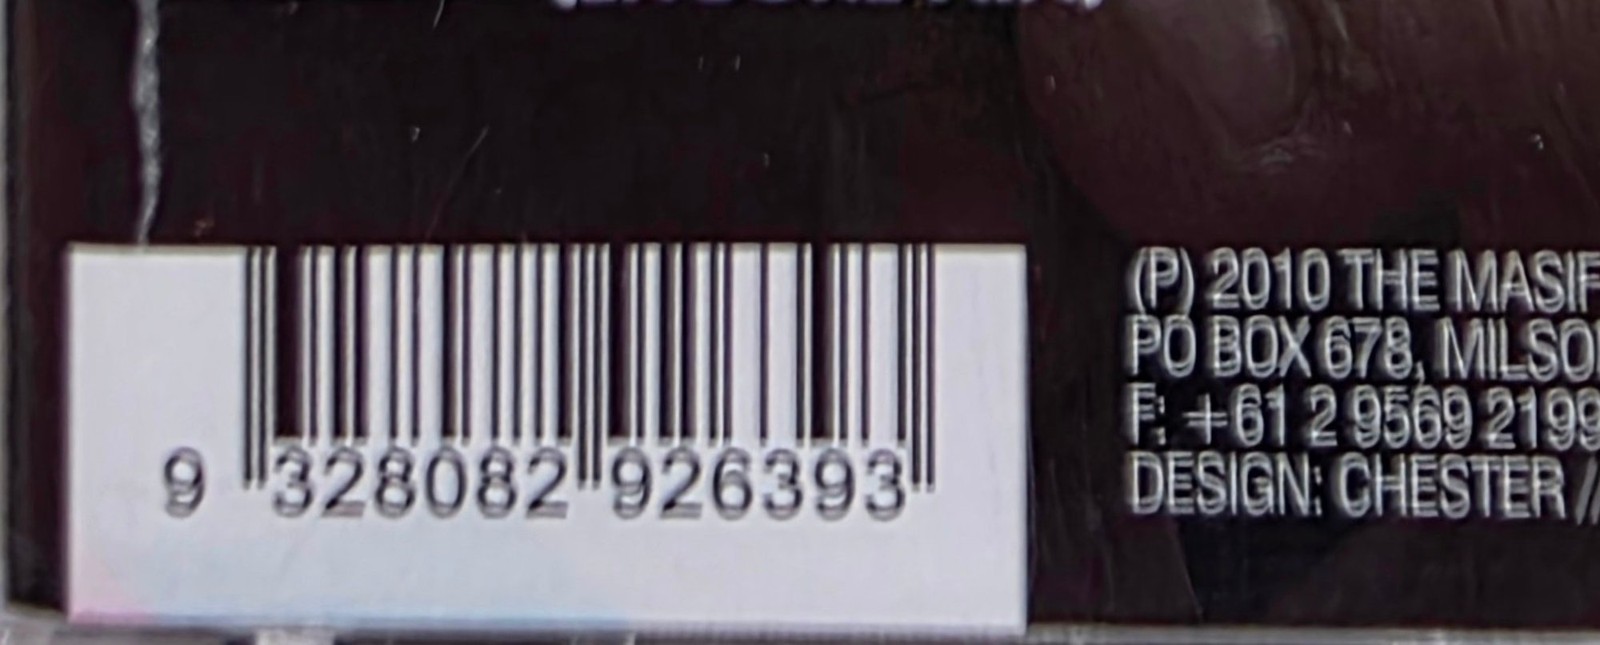 9 328082 926393
(P) 2010 THE MASIF
PO BOX 678, MILSO
F: +61 2 9569 2199
DESIGN: CHESTER //